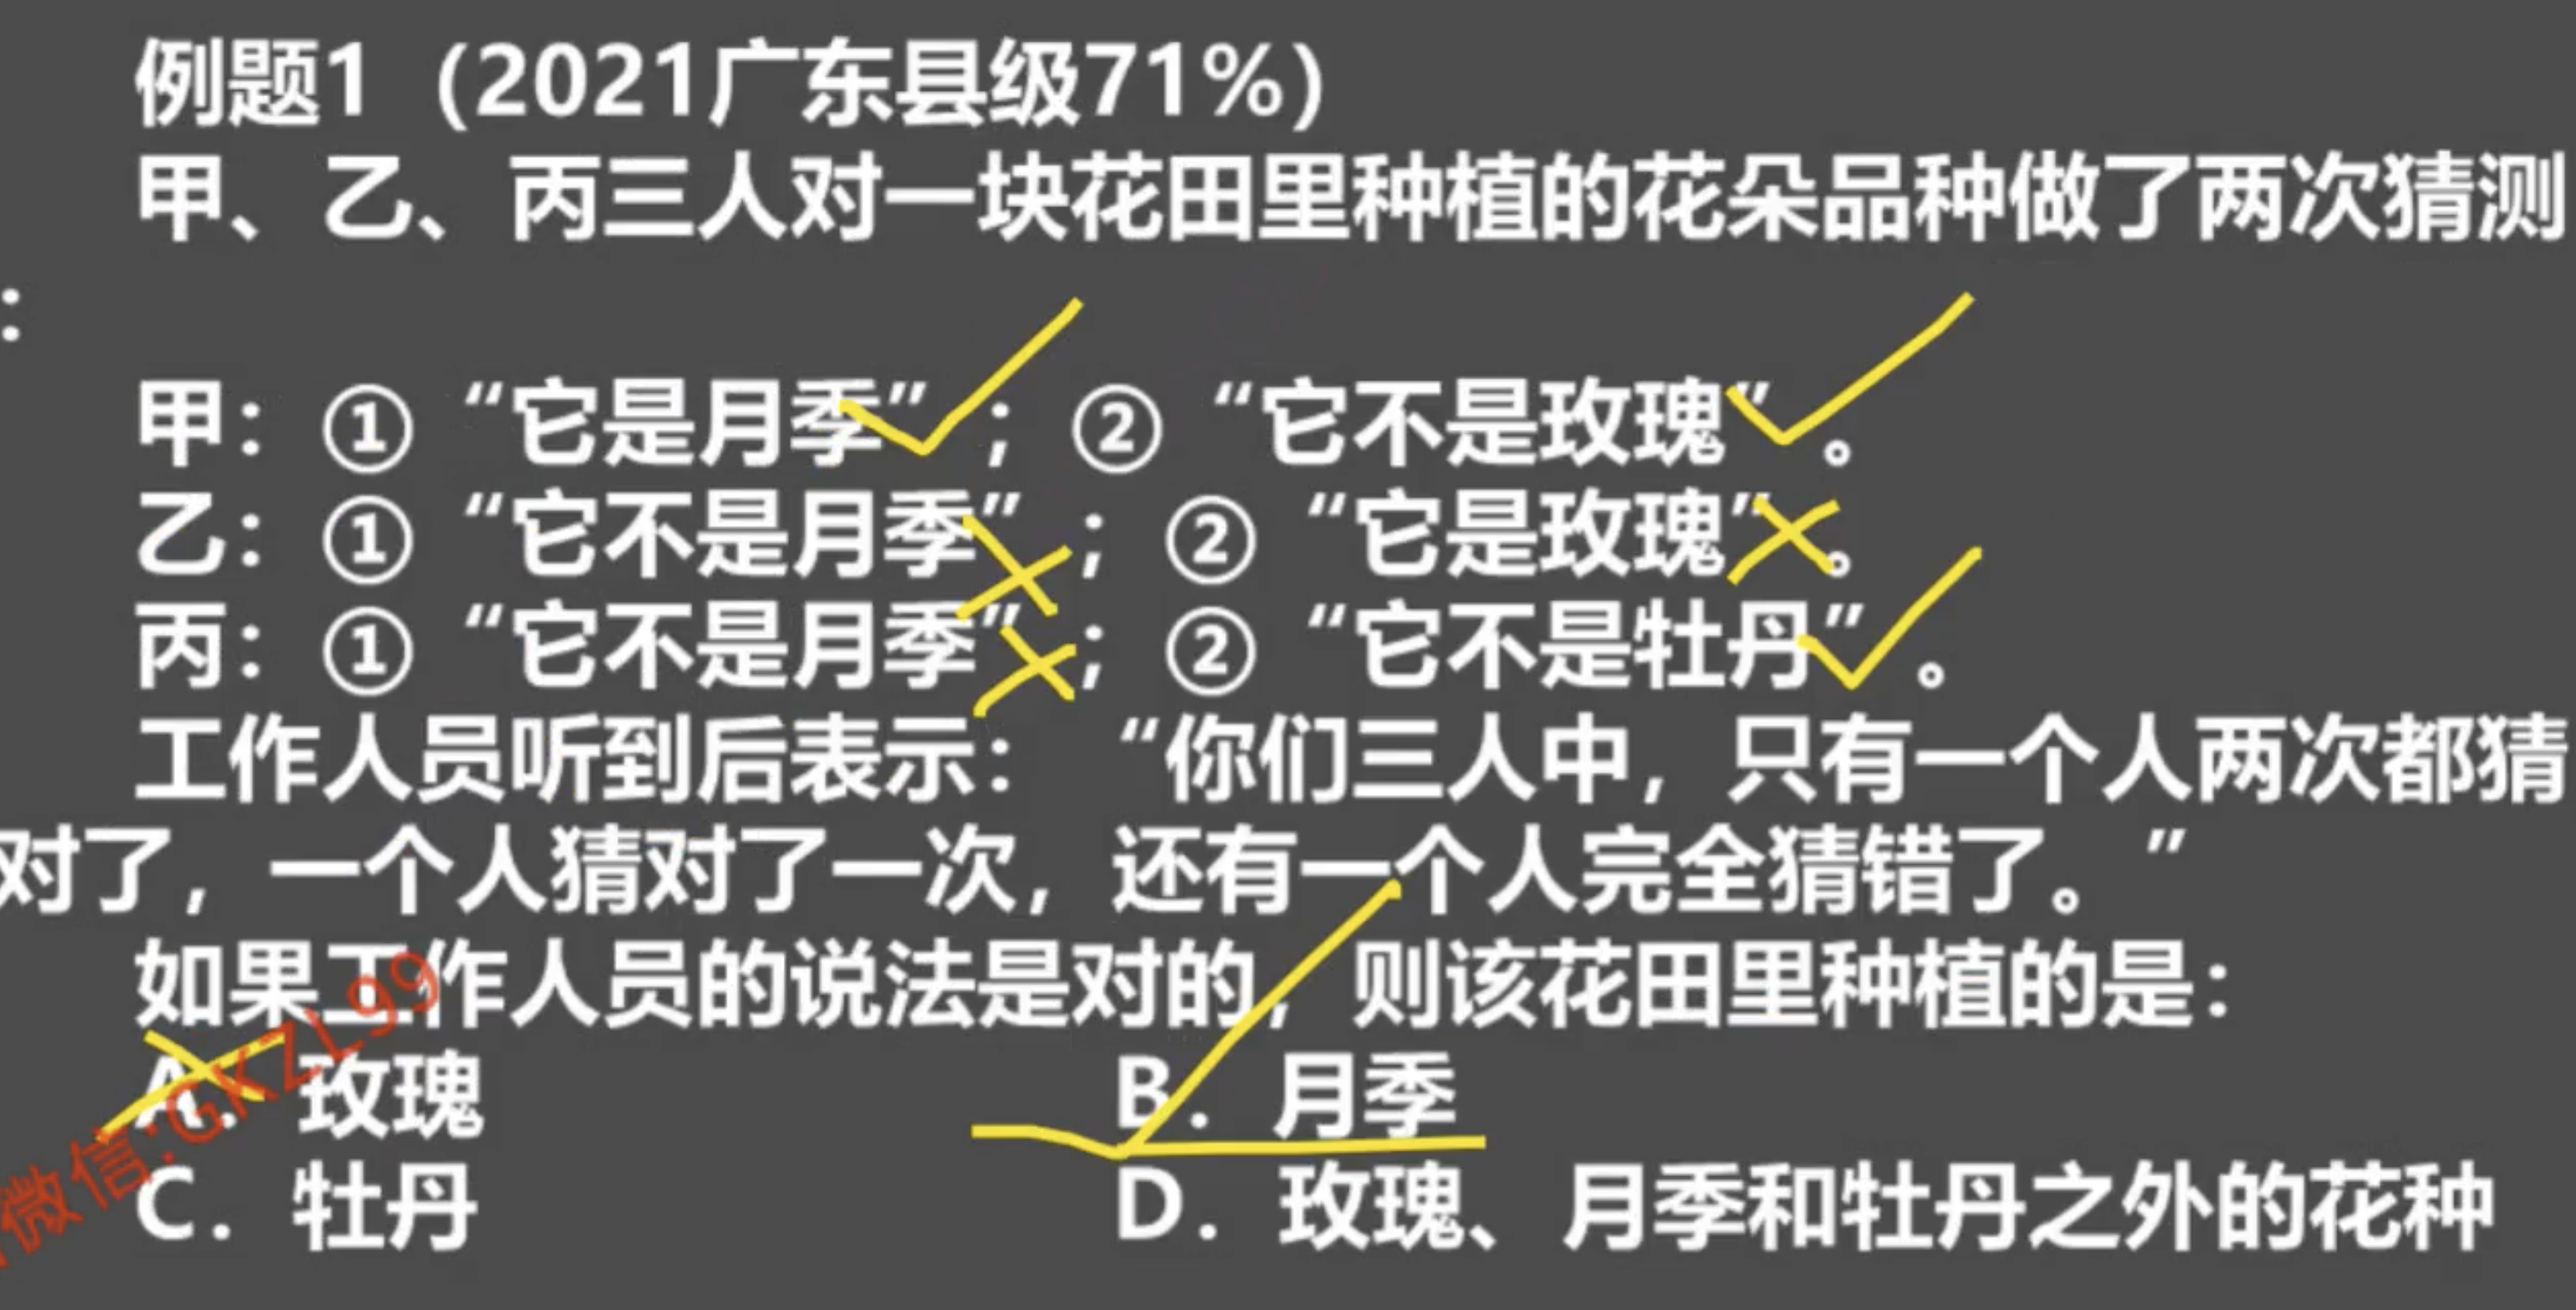 例题1（2021广东县级71%）
甲、乙、丙三人对一块花田里种植的花朵品种做了两次猜测
：
甲：①“它是月季”；②“它不是玫瑰”。
乙：①“它不是月季”；②“它是玫瑰”。
丙：①“它不是月季”；②“它不是牡丹”。
工作人员听到后表示：“你们三人中，只有一个人两次都猜
对了，一个人猜对了一次，还有一个人完全猜错了。”
如果工作人员的说法是对的，则该花田里种植的是：
A．玫瑰 B．月季
C．牡丹 D．玫瑰、月季和牡丹之外的花种
微信:GKZL99